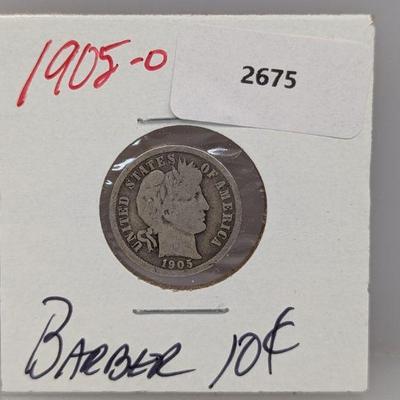 1905-O
2675
UNITED STATES OF AMERICA
1905
BARBER 10¢